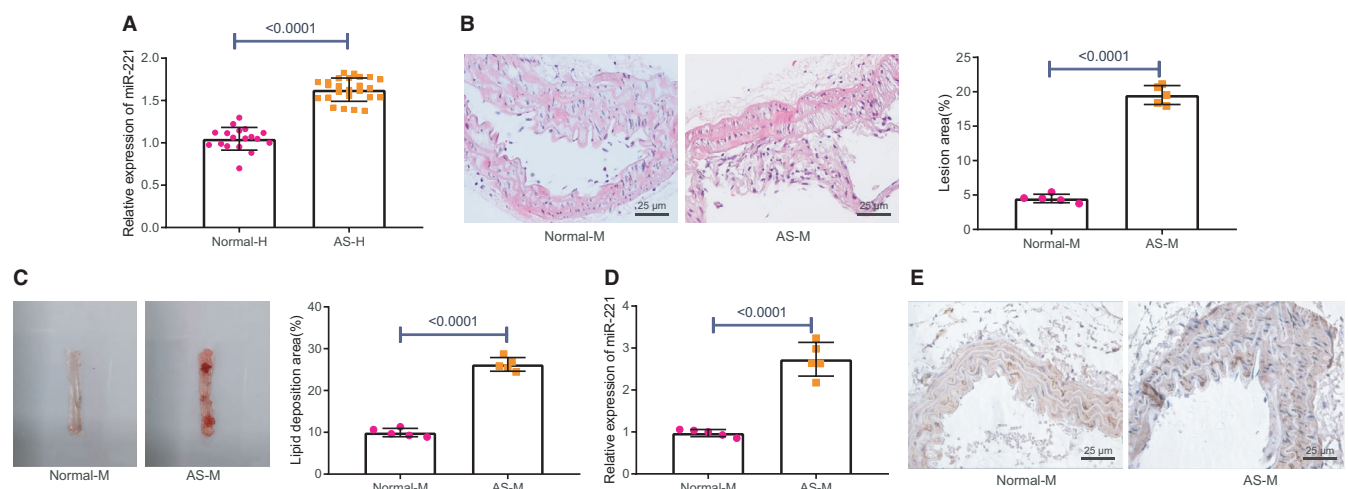 A
<0.0001
Relative expression of miR-221
2.0
1.5
1.0
0.5
0.0
Normal-H
AS-H
B
25 µm
25 µm
Normal-M
AS-M
<0.0001
Lesion area(%)
25
20
15
10
5
0
Normal-M
AS-M
C
Normal-M
AS-M
<0.0001
Lipid deposition area(%)
40
30
20
10
0
Normal-M
AS-M
D
<0.0001
Relative expression of miR-221
4
3
2
1
0
Normal-M
AS-M
E
25 µm
25 µm
Normal-M
AS-M